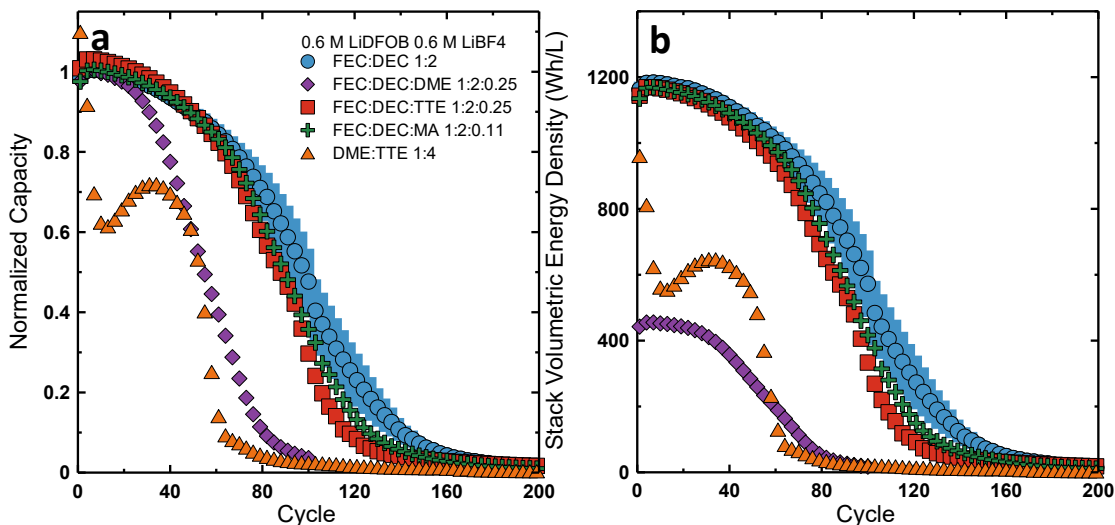 a
0.6 M LiDFOB 0.6 M LiBF4
FEC:DEC 1:2
FEC:DEC:DME 1:2:0.25
FEC:DEC:TTE 1:2:0.25
FEC:DEC:MA 1:2:0.11
DME:TTE 1:4
Normalized Capacity
1
0.8
0.6
0.4
0.2
0
0
40
80
120
160
200
Cycle
b
Stack Volumetric Energy Density (Wh/L)
1200
800
400
0
0
40
80
120
160
200
Cycle